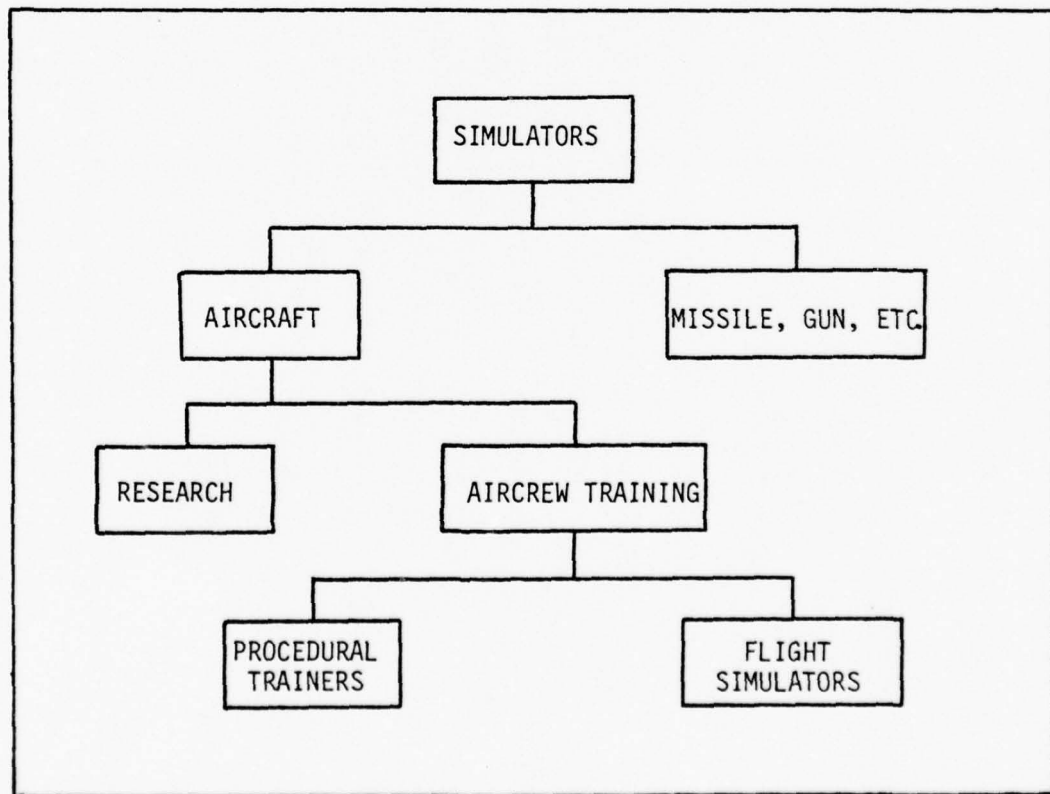 SIMULATORS
AIRCRAFT
MISSILE, GUN, ETC.
RESEARCH
AIRCREW TRAINING
PROCEDURAL
TRAINERS
FLIGHT
SIMULATORS